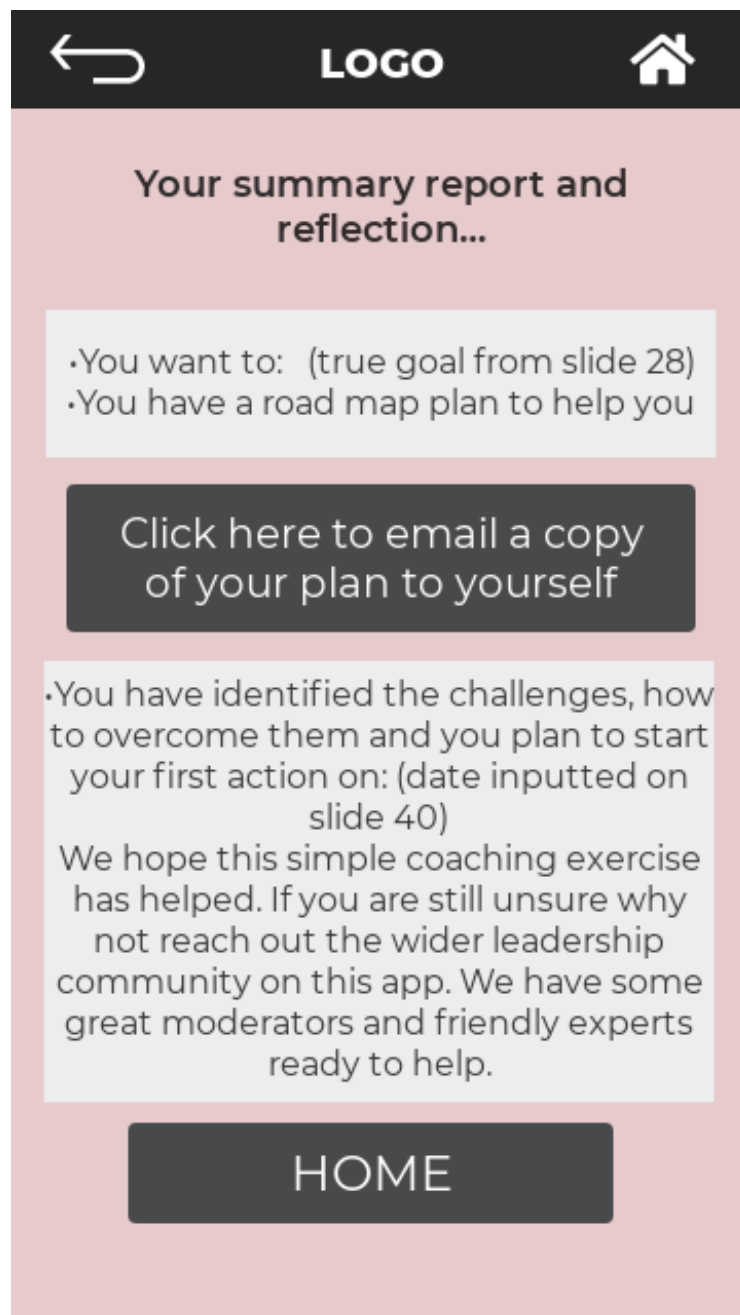 LOGO
Your summary report and
reflection...
•You want to:   (true goal from slide 28)
•You have a road map plan to help you
Click here to email a copy
of your plan to yourself
•You have identified the challenges, how
to overcome them and you plan to start
your first action on: (date inputted on
slide 40)
We hope this simple coaching exercise
has helped. If you are still unsure why
not reach out the wider leadership
community on this app. We have some
great moderators and friendly experts
ready to help.
HOME